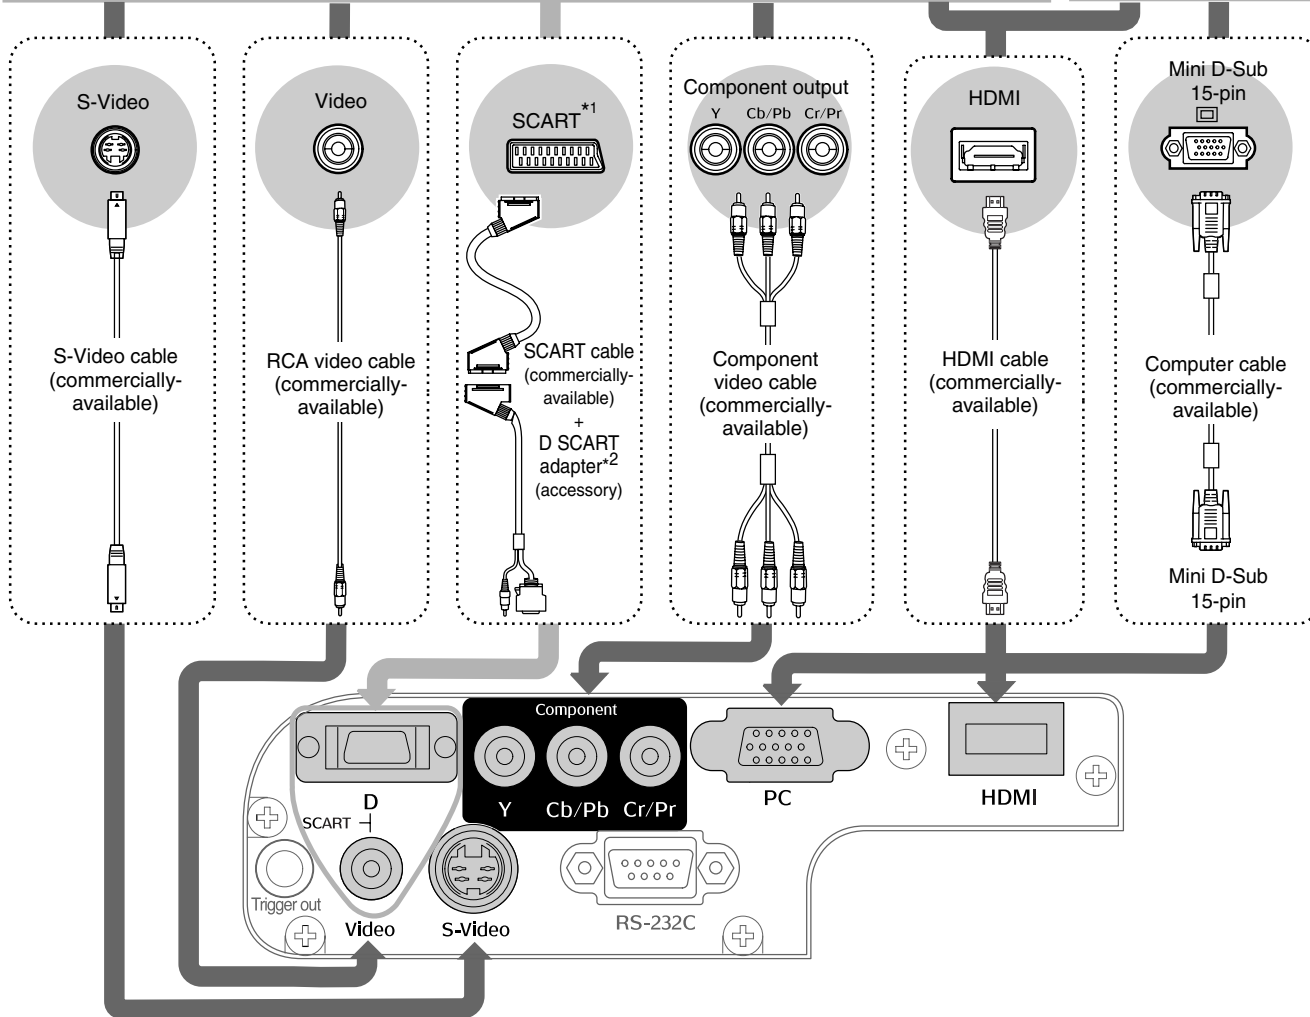 S-Video
Video
SCART*1
Component output
Y Cb/Pb Cr/Pr
HDMI
Mini D-Sub
15-pin
S-Video cable
(commercially-
available)
RCA video cable
(commercially-
available)
SCART cable
(commercially-
available)
+
D SCART
adapter*2
(accessory)
Component
video cable
(commercially-
available)
HDMI cable
(commercially-
available)
Computer cable
(commercially-
available)
Mini D-Sub
15-pin
Component
Y Cb/Pb Cr/Pr
PC
HDMI
D
SCART
Trigger out
Video
S-Video
RS-232C